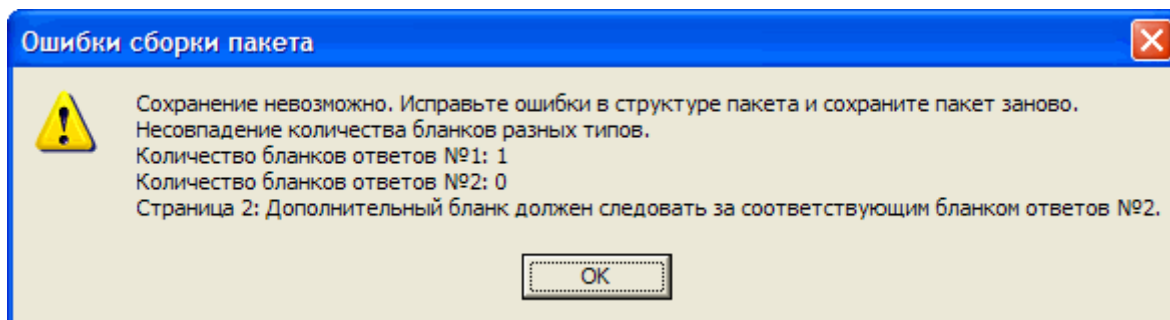 Ошибки сборки пакета
Сохранение невозможно. Исправьте ошибки в структуре пакета и сохраните пакет заново.
Несовпадение количества бланков разных типов.
Количество бланков ответов №1: 1
Количество бланков ответов №2: 0
Страница 2: Дополнительный бланк должен следовать за соответствующим бланком ответов №2.
OK